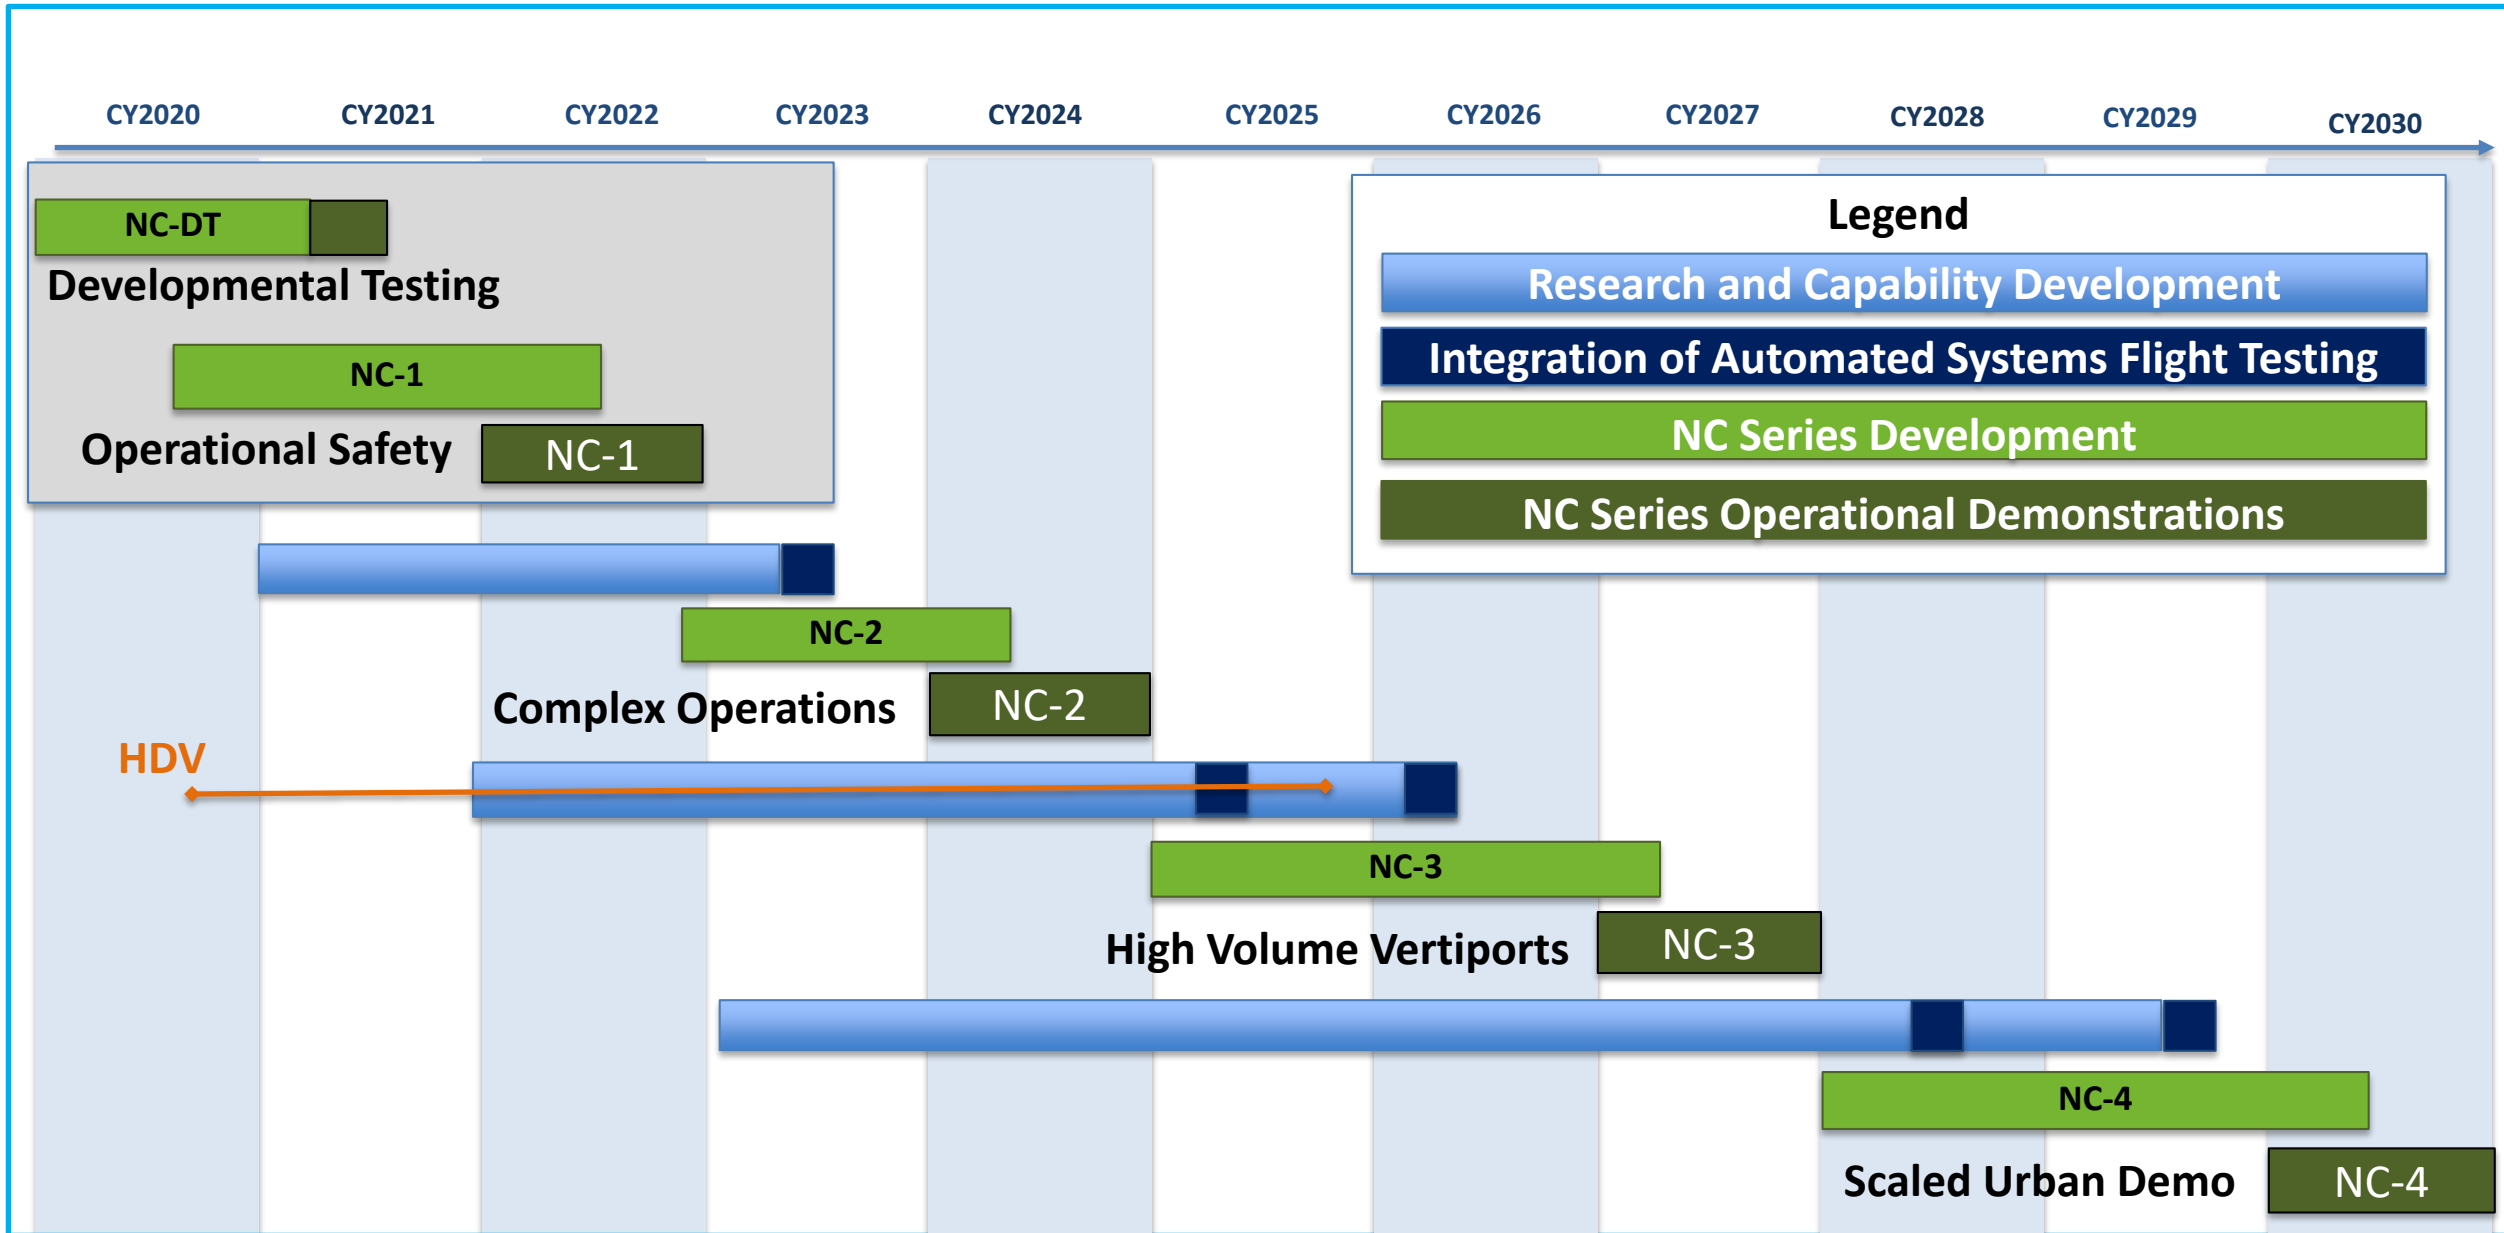 CY2020
CY2021
CY2022
CY2023
CY2024
CY2025
CY2026
CY2027
CY2028
CY2029
CY2030
NC-DT
Developmental Testing
NC-1
Operational Safety
NC-1
Legend
Research and Capability Development
Integration of Automated Systems Flight Testing
NC Series Development
NC Series Operational Demonstrations
NC-2
Complex Operations
NC-2
HDV
NC-3
High Volume Vertiports
NC-3
NC-4
Scaled Urban Demo
NC-4